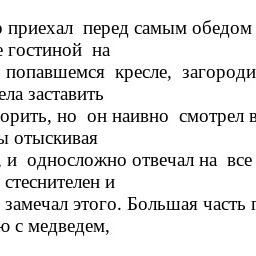 приехал перед самым обедом
гостиной на
попавшемся кресле, загороди
ела заставить
орить, но он наивно смотрел в
ы отыскивая
, и односложно отвечал на все
стеснителен и
замечал этого. Большая часть
ю с медведем,